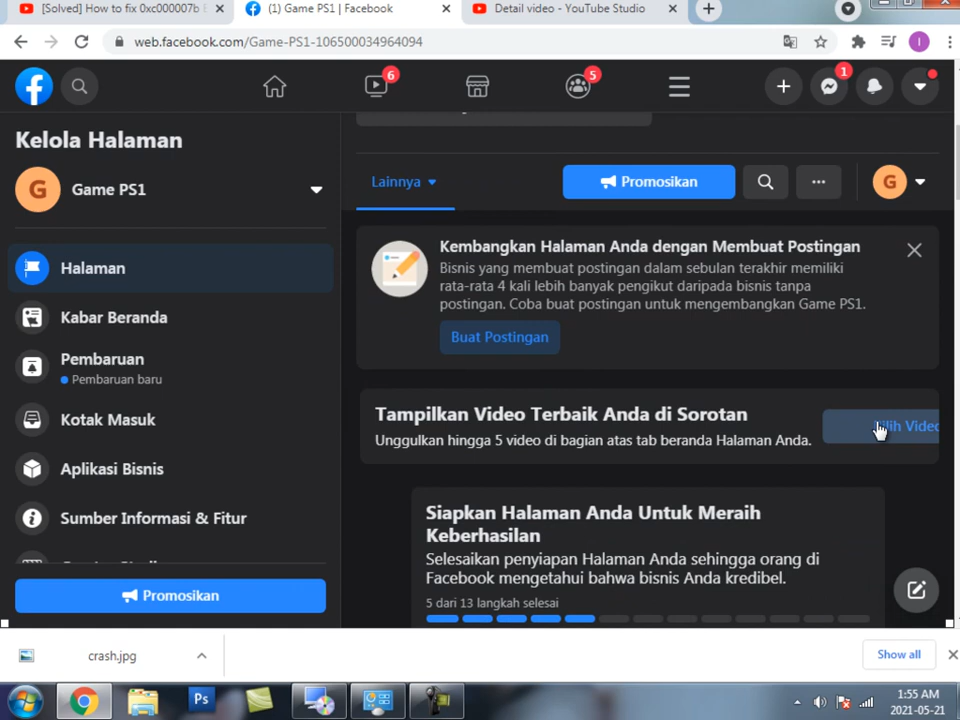 [Solved] How to fix 0xc000007b E
(1) Game PS1 | Facebook
Detail video - YouTube Studio
web.facebook.com/Game-PS1-106500034964094
I
6
5
1
Kelola Halaman
G
Game PS1
Halaman
Kabar Beranda
Pembaruan
Pembaruan baru
Kotak Masuk
Aplikasi Bisnis
Sumber Informasi & Fitur
Promosikan
Lainnya
Promosikan
G
Kembangkan Halaman Anda dengan Membuat Postingan
Bisnis yang membuat postingan dalam sebulan terakhir memiliki
rata-rata 4 kali lebih banyak pengikut daripada bisnis tanpa
postingan. Coba buat postingan untuk mengembangkan Game PS1.
Buat Postingan
Tampilkan Video Terbaik Anda di Sorotan
Unggulkan hingga 5 video di bagian atas tab beranda Halaman Anda.
Pilih Video
Siapkan Halaman Anda Untuk Meraih
Keberhasilan
Selesaikan penyiapan Halaman Anda sehingga orang di
Facebook mengetahui bahwa bisnis Anda kredibel.
5 dari 13 langkah selesai
crash.jpg
Show all
Ps
1:55 AM
2021-05-21